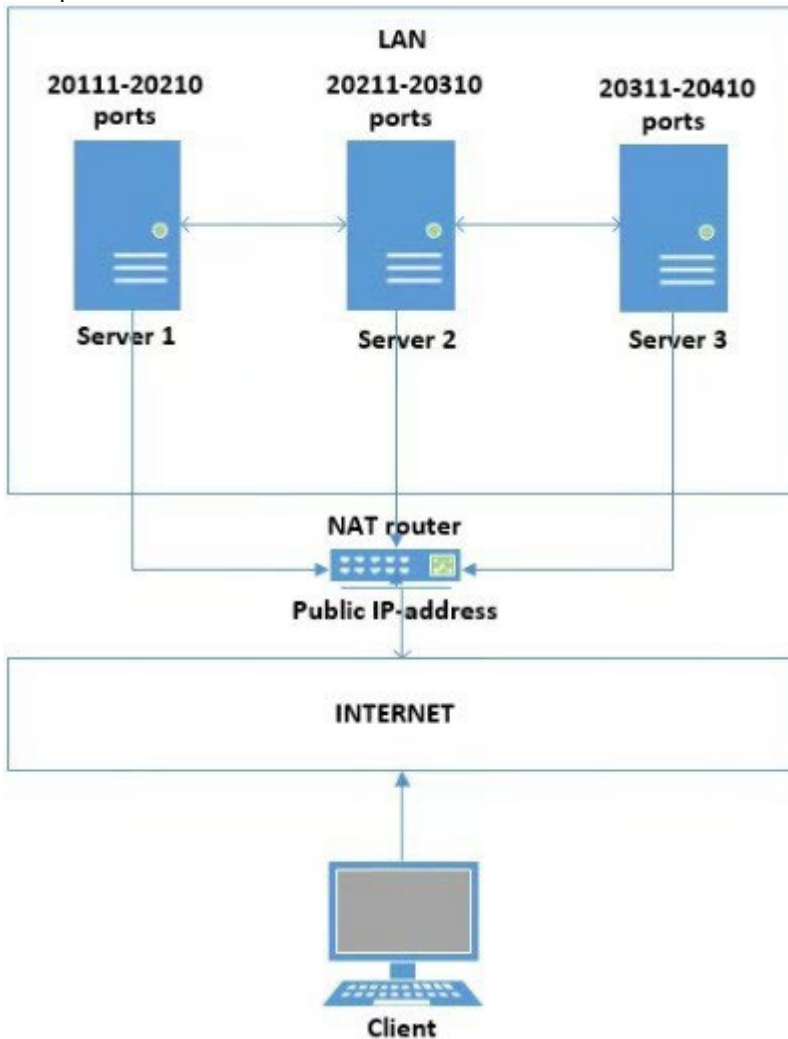 LAN
20111-20210
ports
20211-20310
ports
20311-20410
ports
Server 1
Server 2
Server 3
NAT router
Public IP-address
INTERNET
Client